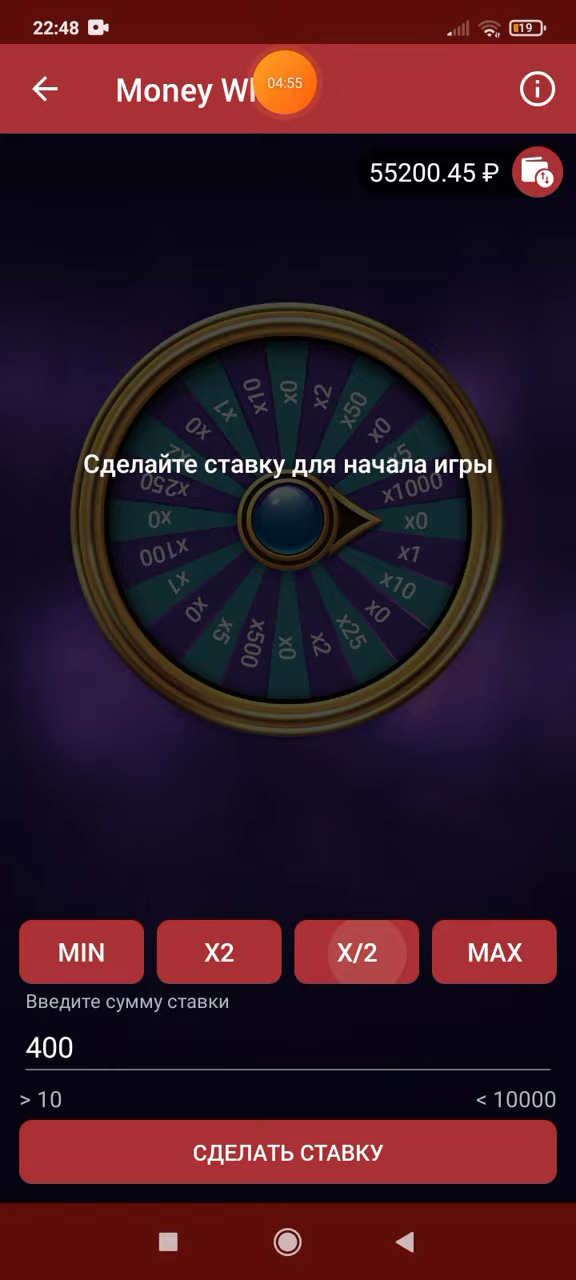 22:48
19
Money Wh
04:55
55200.45 ₽
x0
x2
x50
x0
x5
x1000
x0
x1
x10
x0
x25
x2
x0
x500
x5
x0
x1
x100
x0
x250
x2
x0
x1
x10
Сделайте ставку для начала игры
MIN
X2
X/2
MAX
Введите сумму ставки
400
> 10
< 10000
СДЕЛАТЬ СТАВКУ